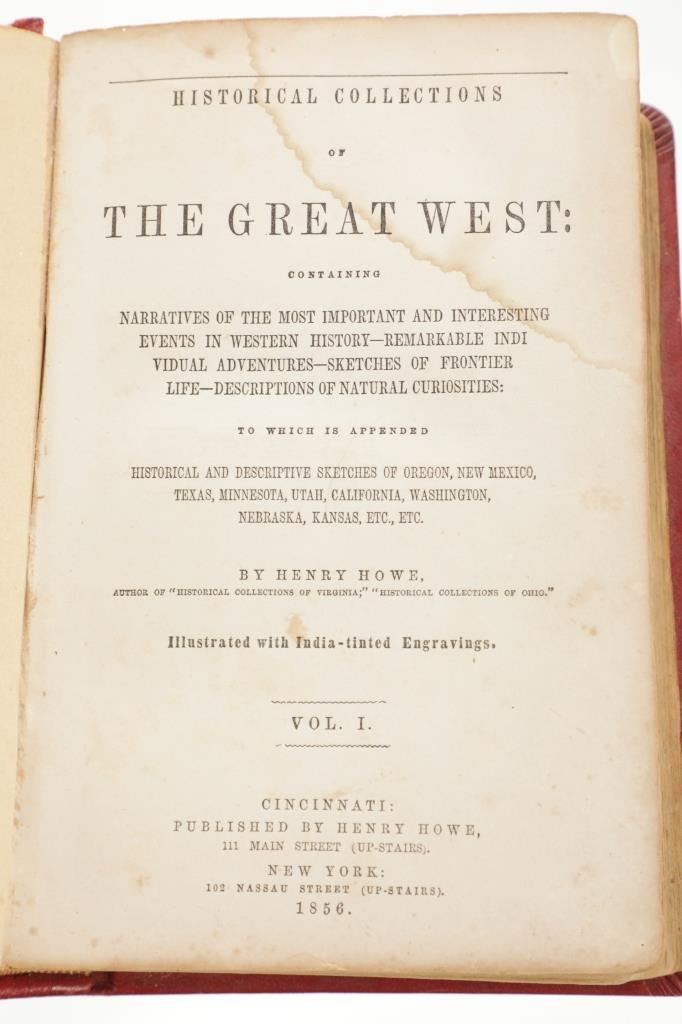 HISTORICAL COLLECTIONS
OF
THE GREAT WEST:
CONTAINING
NARRATIVES OF THE MOST IMPORTANT AND INTERESTING
EVENTS IN WESTERN HISTORY—REMARKABLE INDI
VIDUAL ADVENTURES—SKETCHES OF FRONTIER
LIFE—DESCRIPTIONS OF NATURAL CURIOSITIES:
TO WHICH IS APPENDED
HISTORICAL AND DESCRIPTIVE SKETCHES OF OREGON, NEW MEXICO,
TEXAS, MINNESOTA, UTAH, CALIFORNIA, WASHINGTON,
NEBRASKA, KANSAS, ETC., ETC.
BY HENRY HOWE,
AUTHOR OF "HISTORICAL COLLECTIONS OF VIRGINIA;" "HISTORICAL COLLECTIONS OF OHIO."
Illustrated with India-tinted Engravings.
VOL. I.
CINCINNATI:
PUBLISHED BY HENRY HOWE,
111 MAIN STREET (UP-STAIRS).
NEW YORK:
102 NASSAU STREET (UP-STAIRS).
1856.